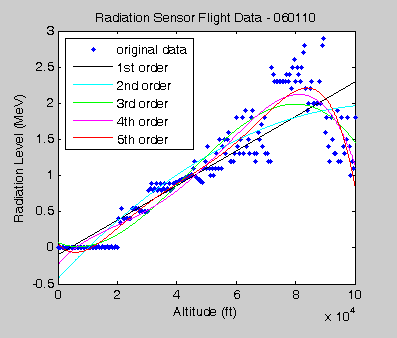 Radiation Sensor Flight Data - 060110
3
2.5
2
1.5
1
0.5
0
-0.5
Radiation Level (MeV)
original data
1st order
2nd order
3rd order
4th order
5th order
0 2 4 6 8 10
x 10^4
Altitude (ft)